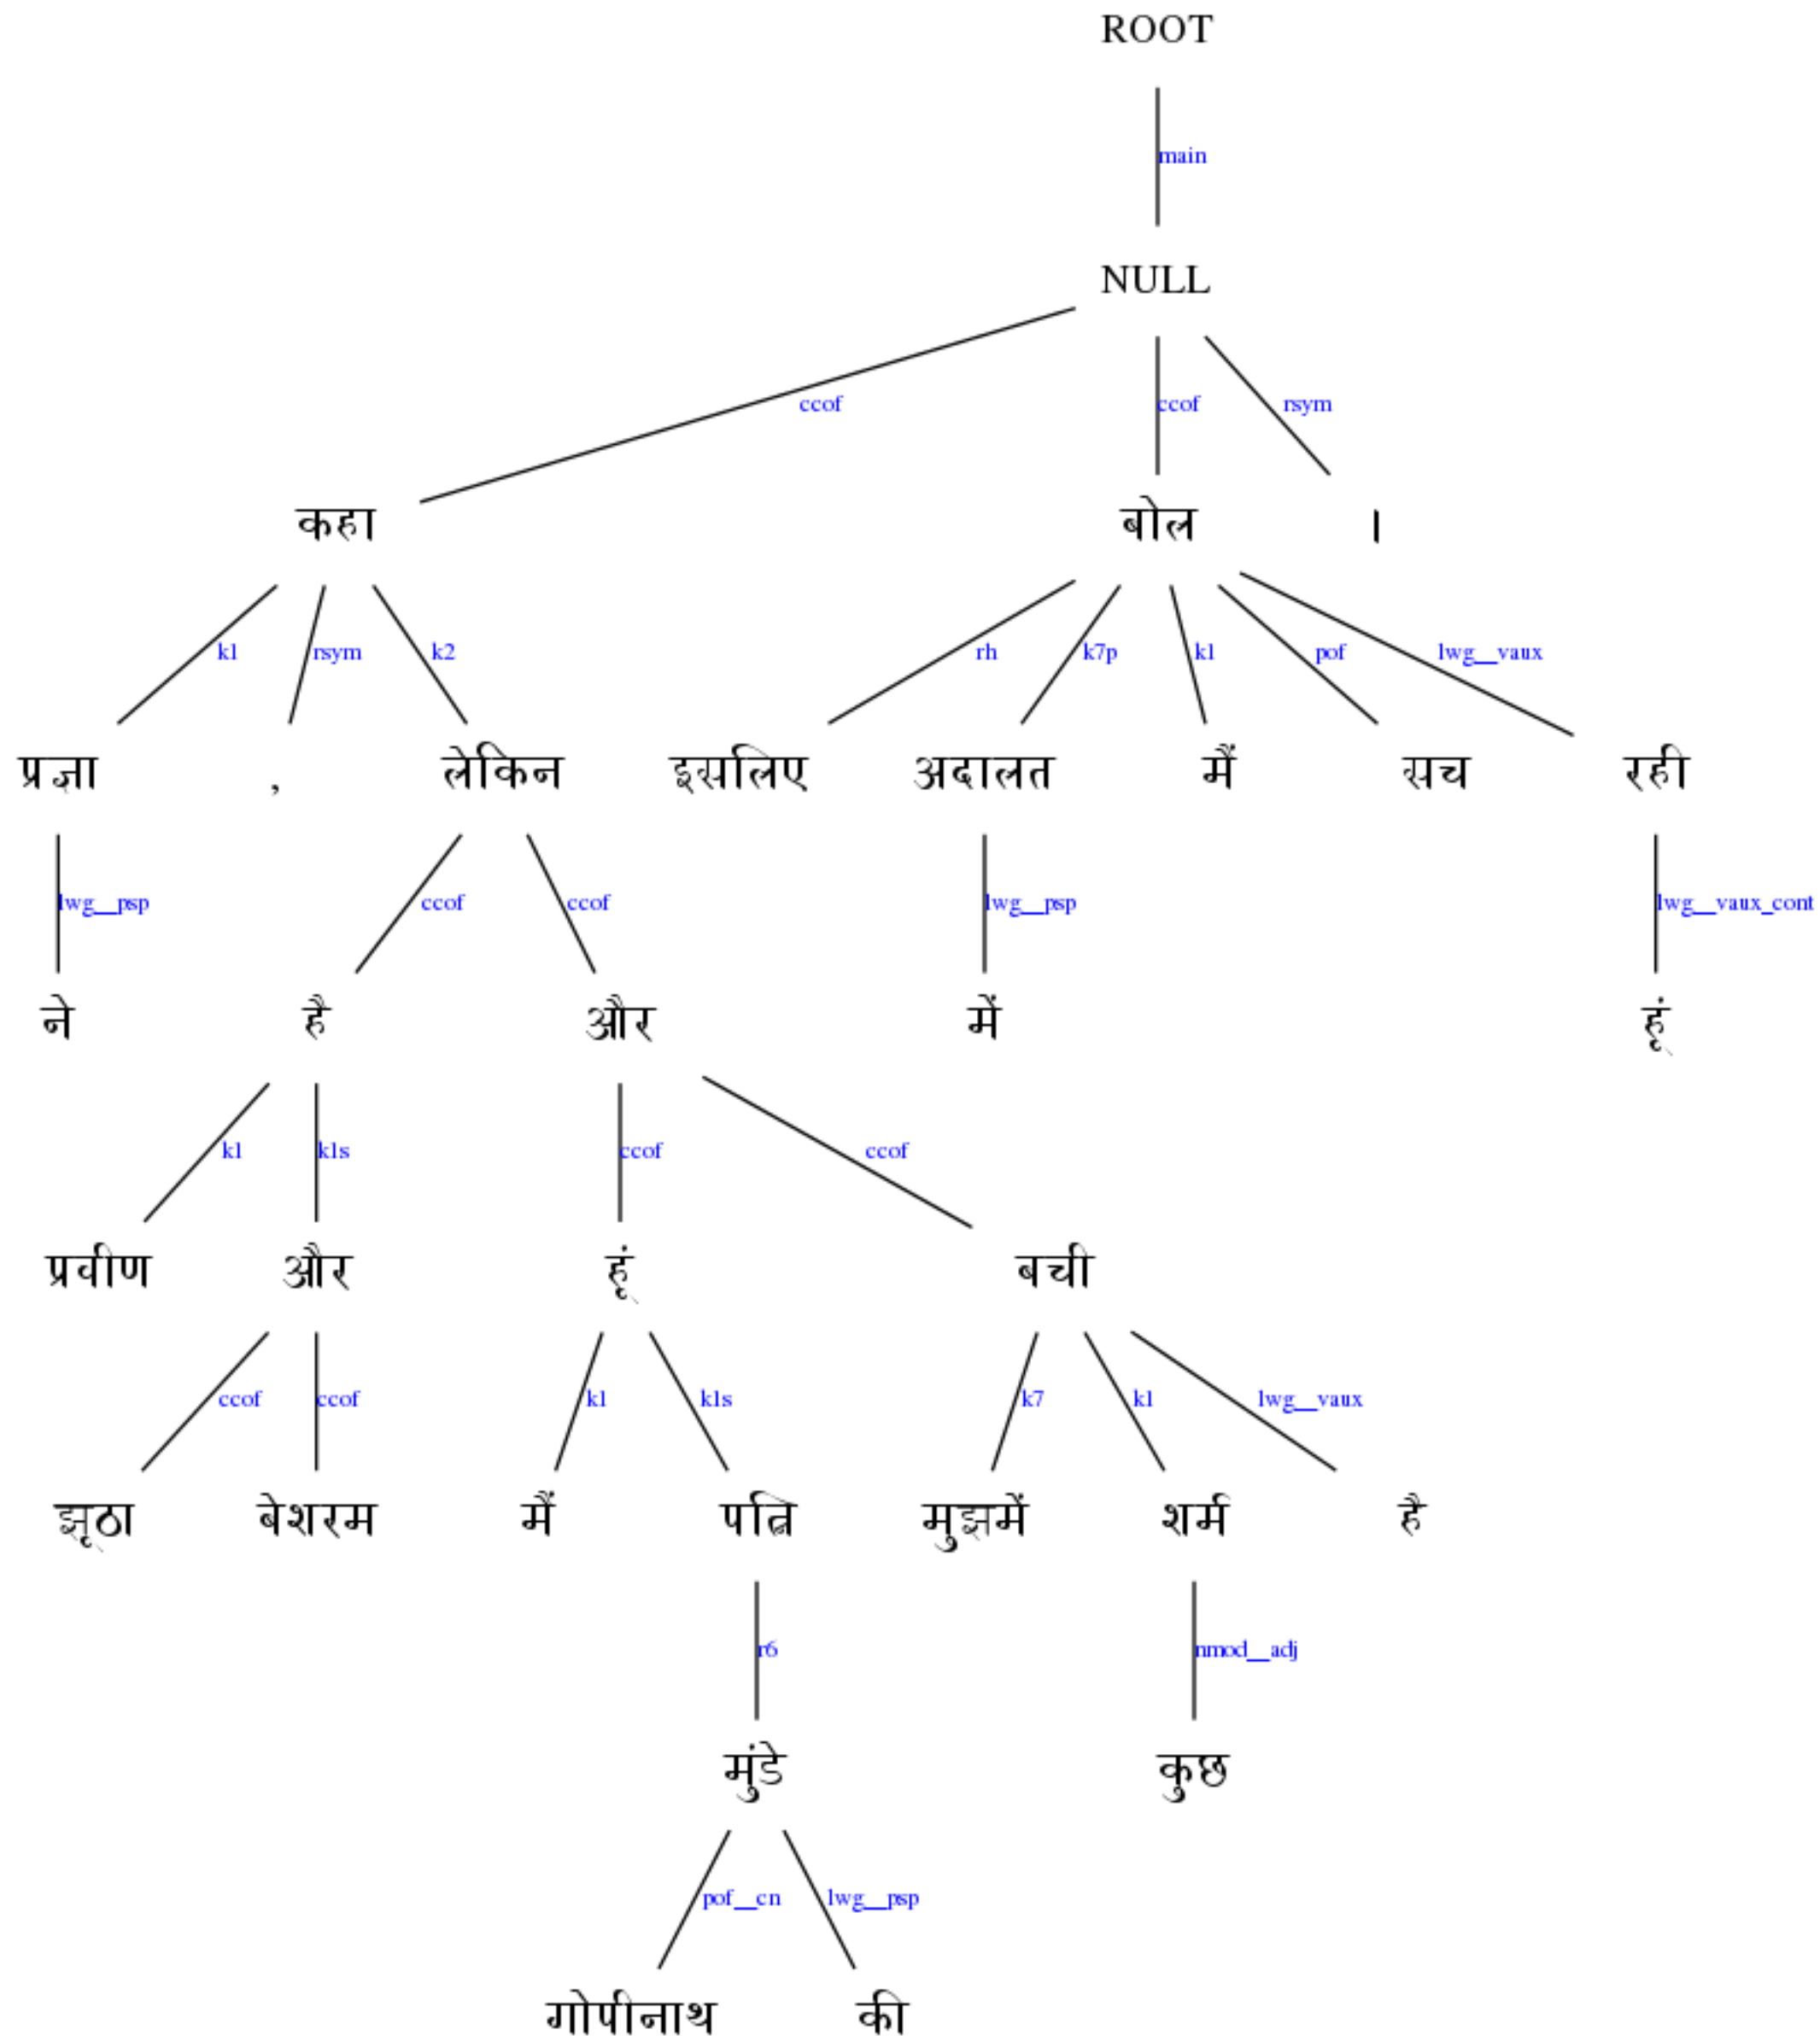 ROOT
main
NULL
ccof ccof rsym
कहा बोल ।
k1 rsym k2 rh k7p k1 pof lwg__vaux
प्रज्ञा , लेकिन इसलिए अदालत मैं सच रही
lwg__psp ccof ccof lwg__psp lwg__vaux_cont
ने है और में हूं
k1 k1s ccof ccof
प्रवीण और हूं बची
ccof ccof k1 k1s k7 k1 lwg__vaux
झूठा बेशरम मैं पत्नि मुझमें शर्म है
r6 nmod__adj
मुंडे कुछ
pof__cn lwg__psp
गोपीनाथ की